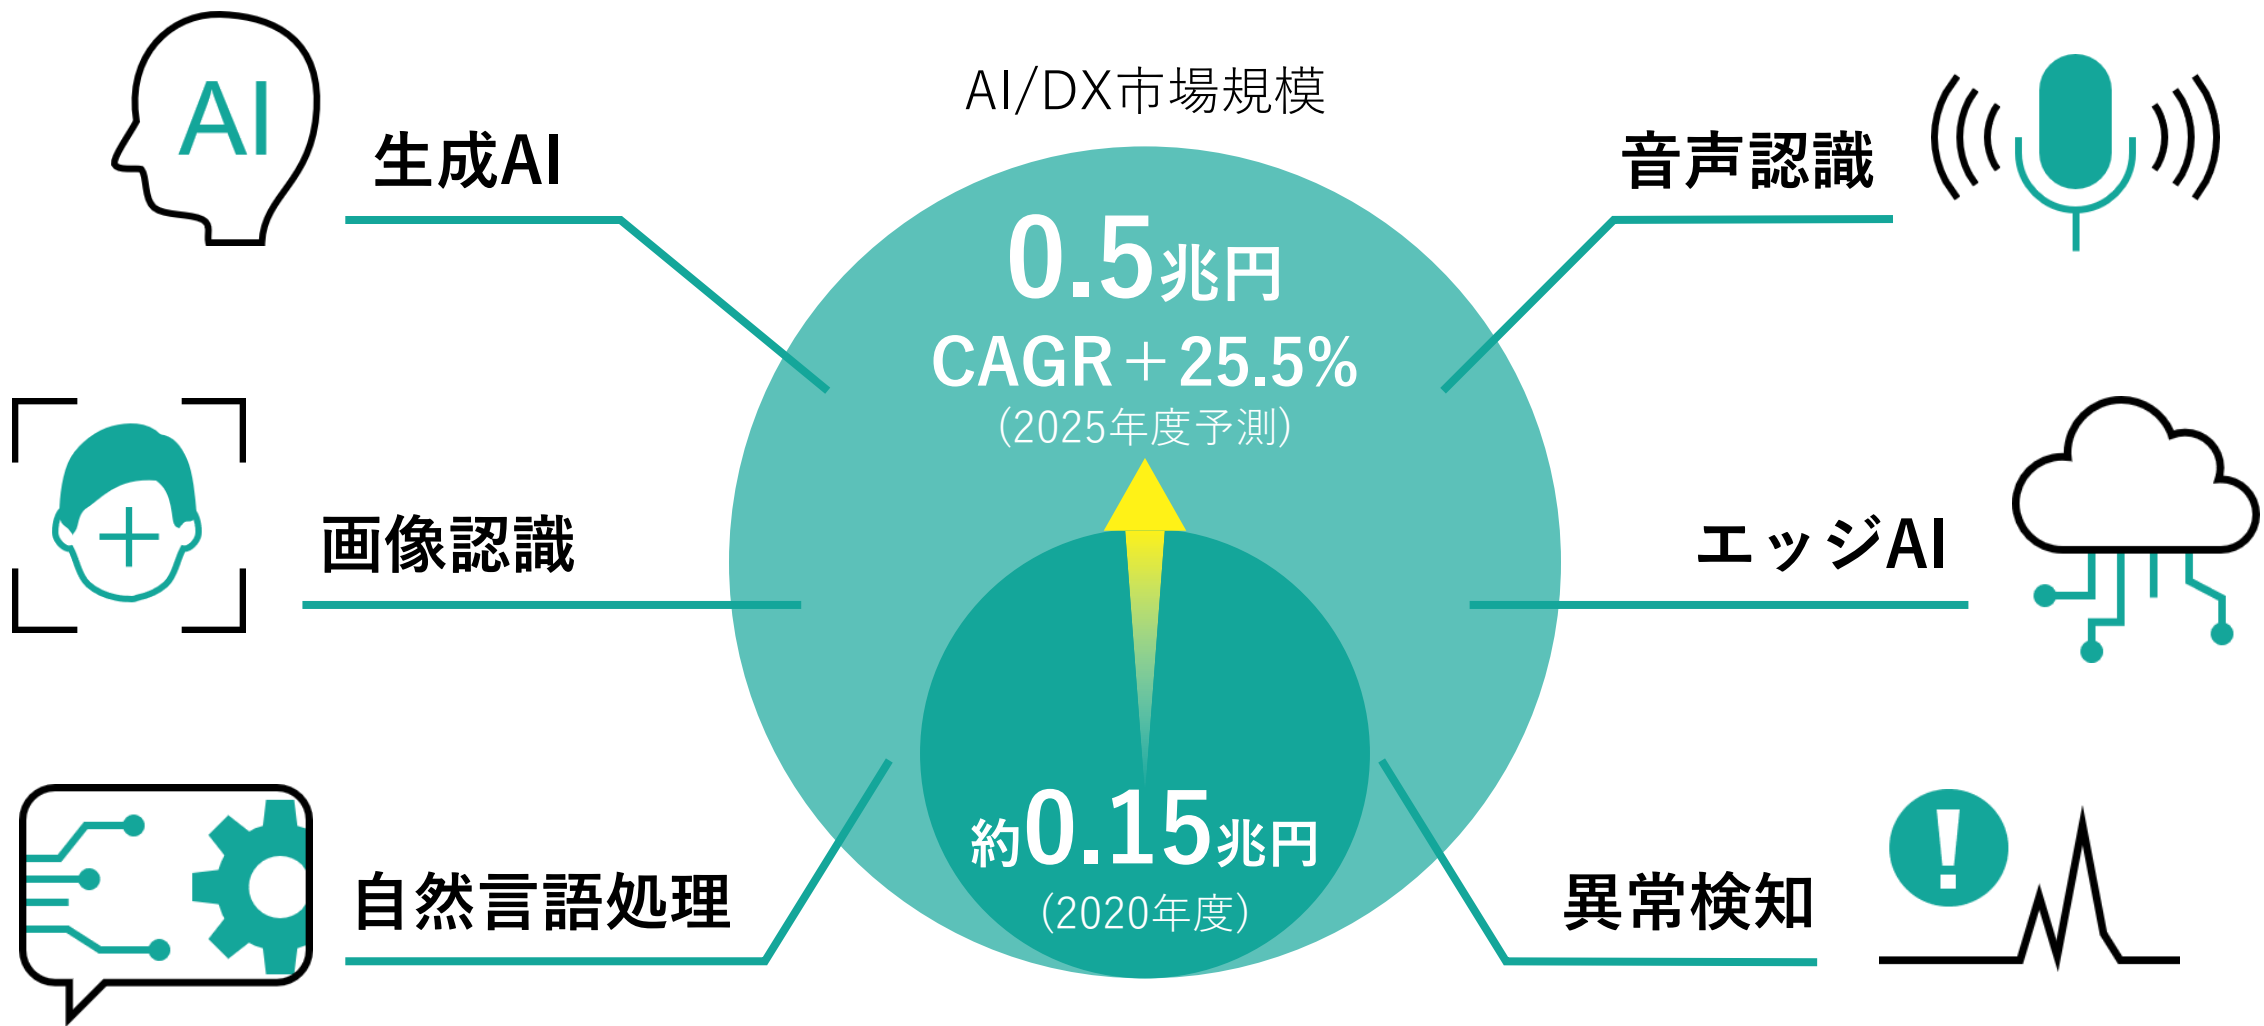 AI/DX市場規模
AI
生成AI
音声認識
0.5兆円
CAGR＋25.5%
(2025年度予測)
画像認識
エッジAI
約0.15兆円
(2020年度)
自然言語処理
異常検知
!